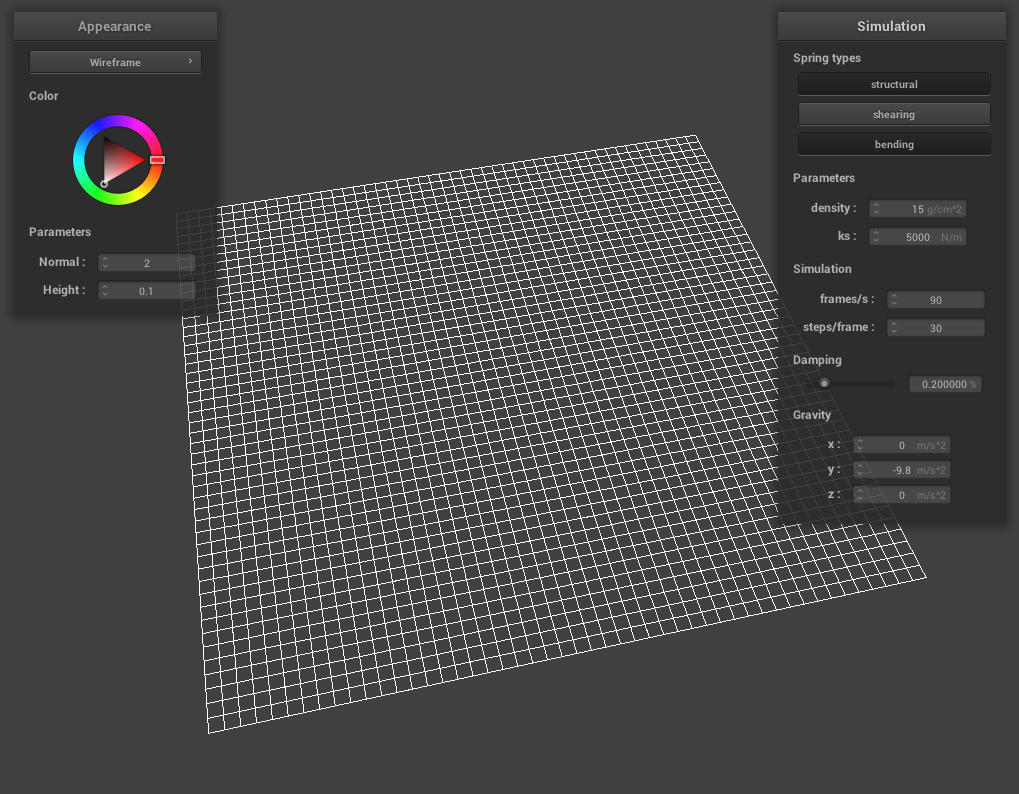 Appearance
Wireframe
Color
Parameters
Normal : 2
Height : 0.1
Simulation
Spring types
structural
shearing
bending
Parameters
density : 15 g/cm^2
ks : 5000 N/m
Simulation
frames/s : 90
steps/frame : 30
Damping
0.200000 %
Gravity
x : 0 m/s^2
y : -9.8 m/s^2
z : 0 m/s^2